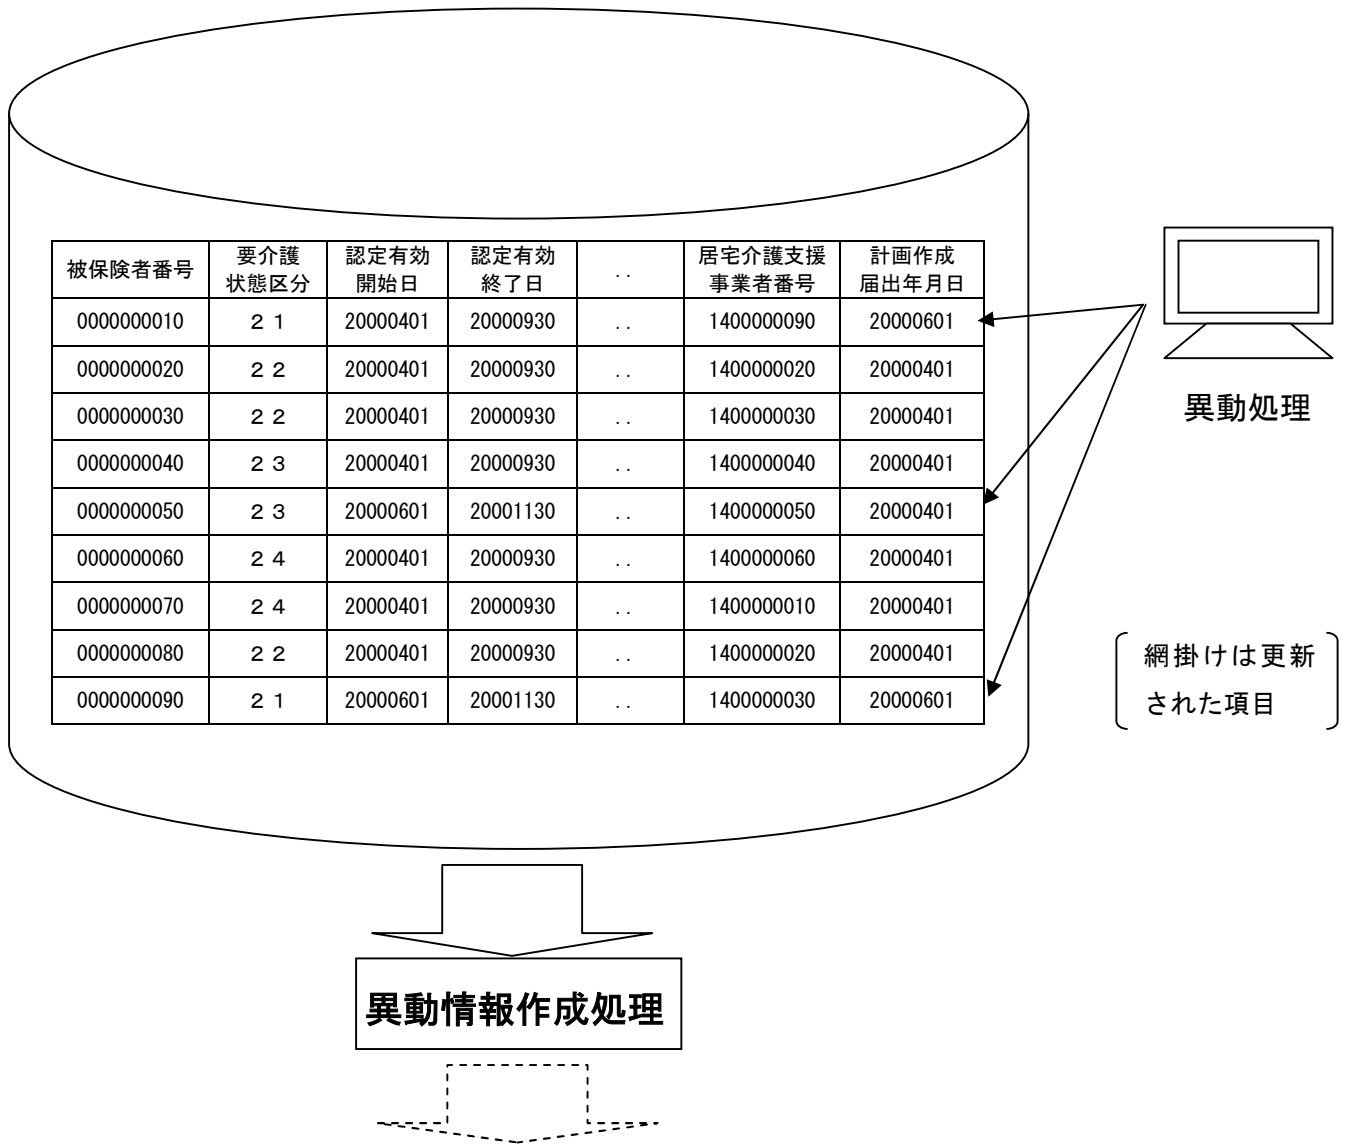 被保険者番号 要介護状態区分 認定有効開始日 認定有効終了日 .. 居宅介護支援事業者番号 計画作成届出年月日
0000000010 ２１ 20000401 20000930 .. 1400000090 20000601
0000000020 ２２ 20000401 20000930 .. 1400000020 20000401
0000000030 ２２ 20000401 20000930 .. 1400000030 20000401
0000000040 ２３ 20000401 20000930 .. 1400000040 20000401
0000000050 ２３ 20000601 20001130 .. 1400000050 20000401
0000000060 ２４ 20000401 20000930 .. 1400000060 20000401
0000000070 ２４ 20000401 20000930 .. 1400000010 20000401
0000000080 ２２ 20000401 20000930 .. 1400000020 20000401
0000000090 ２１ 20000601 20001130 .. 1400000030 20000601
異動処理
網掛けは更新
された項目
異動情報作成処理